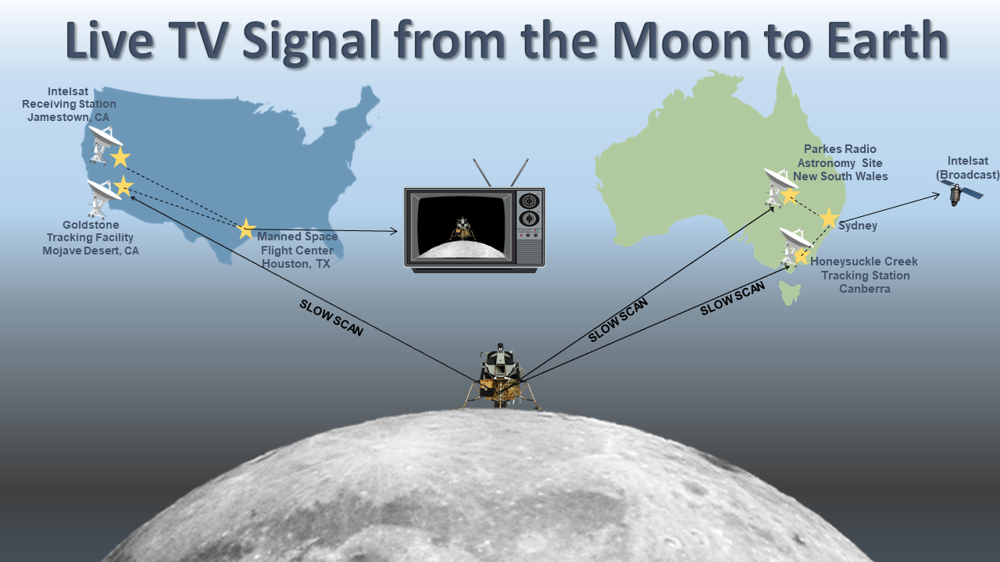 Live TV Signal from the Moon to Earth
Intelsat
Receiving Station
Jamestown, CA
Goldstone
Tracking Facility
Mojave Desert, CA
Manned Space
Flight Center
Houston, TX
Parkes Radio
Astronomy Site
New South Wales
Intelsat
(Broadcast)
Sydney
Honeysuckle Creek
Tracking Station
Canberra
SLOW SCAN
SLOW SCAN
SLOW SCAN